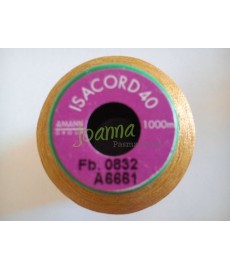 ISACORD 40
AMANN
1000m
Joanna
Fb. 0832
A6661